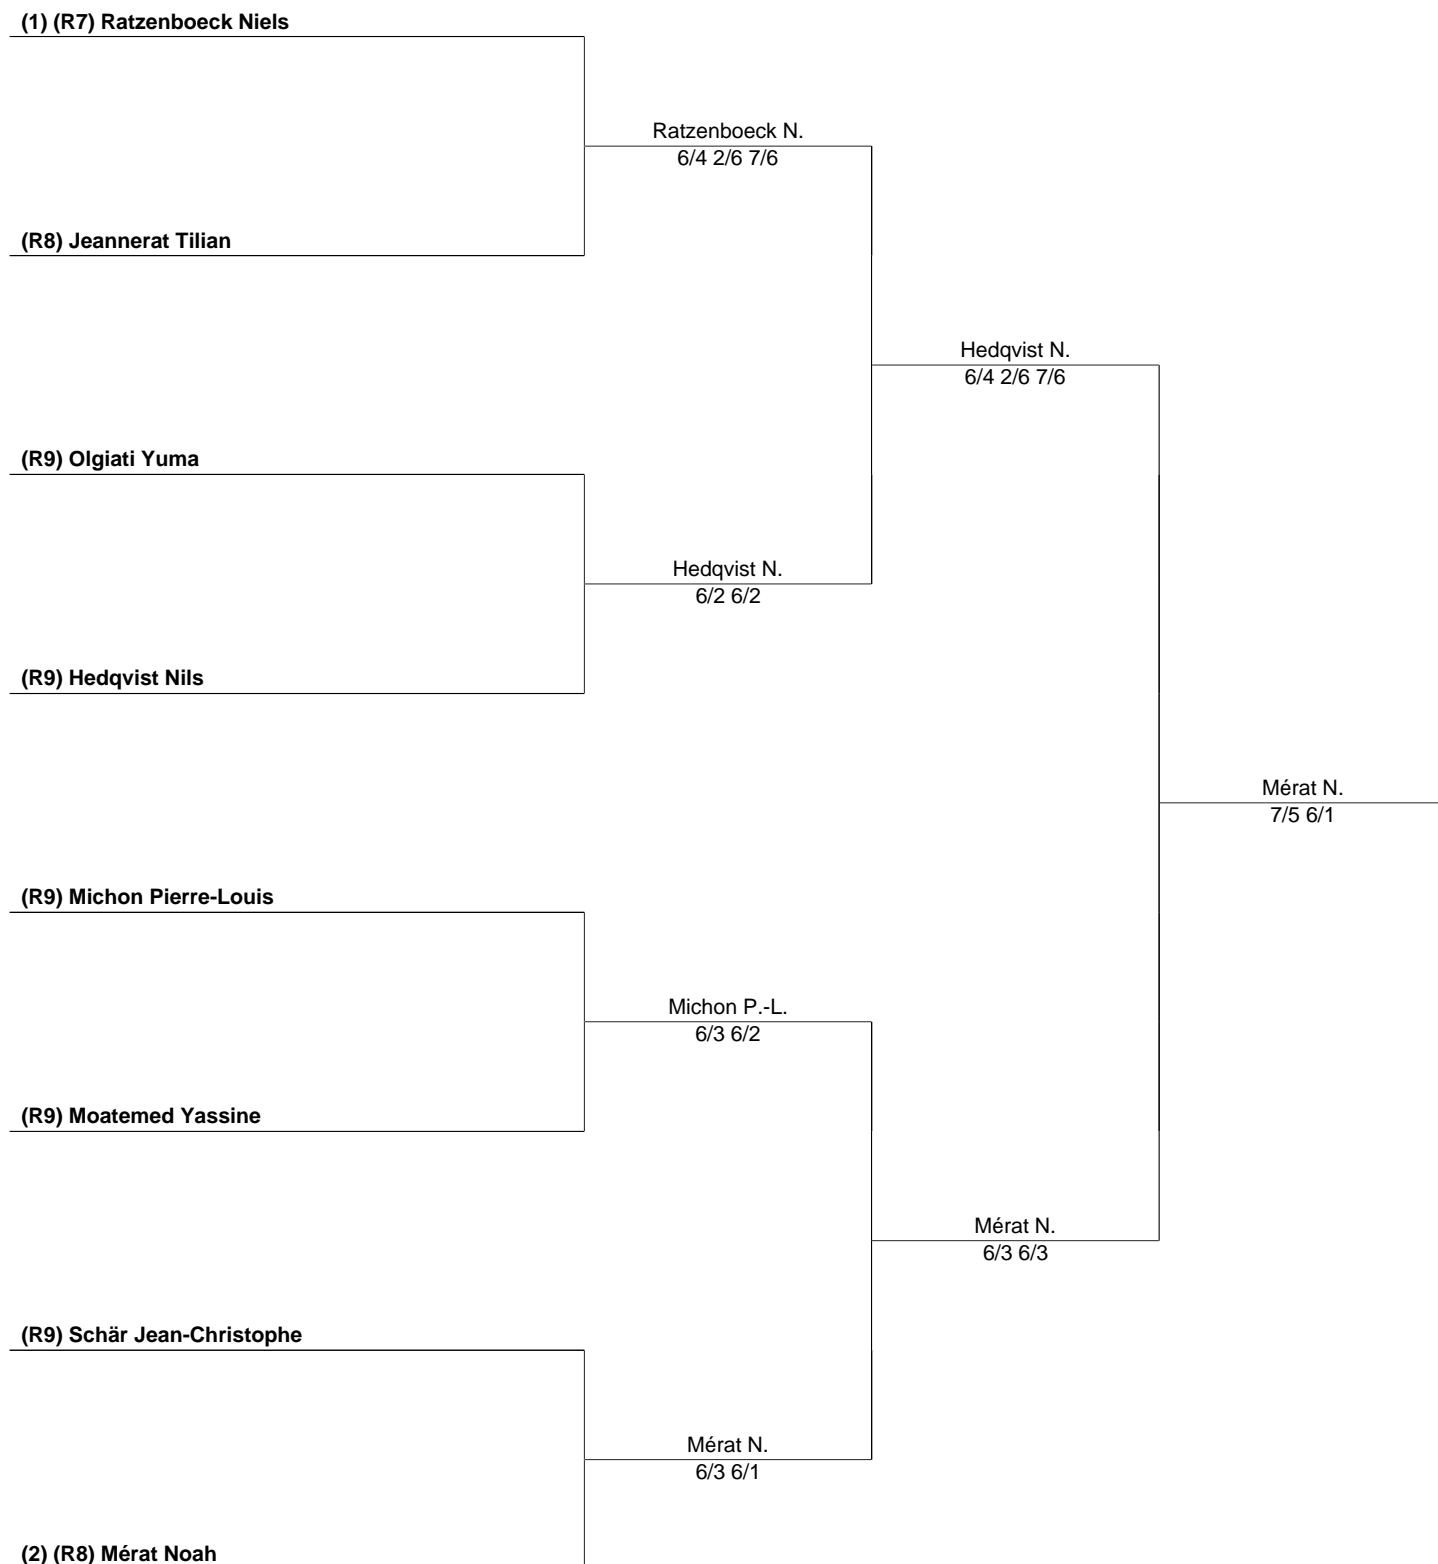 (1) (R7) Ratzenboeck Niels
Ratzenboeck N.
6/4 2/6 7/6
(R8) Jeannerat Tilian
Hedqvist N.
6/4 2/6 7/6
(R9) Olgiati Yuma
Hedqvist N.
6/2 6/2
(R9) Hedqvist Nils
Mérat N.
7/5 6/1
(R9) Michon Pierre-Louis
Michon P.-L.
6/3 6/2
(R9) Moatemed Yassine
Mérat N.
6/3 6/3
(R9) Schär Jean-Christophe
Mérat N.
6/3 6/1
(2) (R8) Mérat Noah